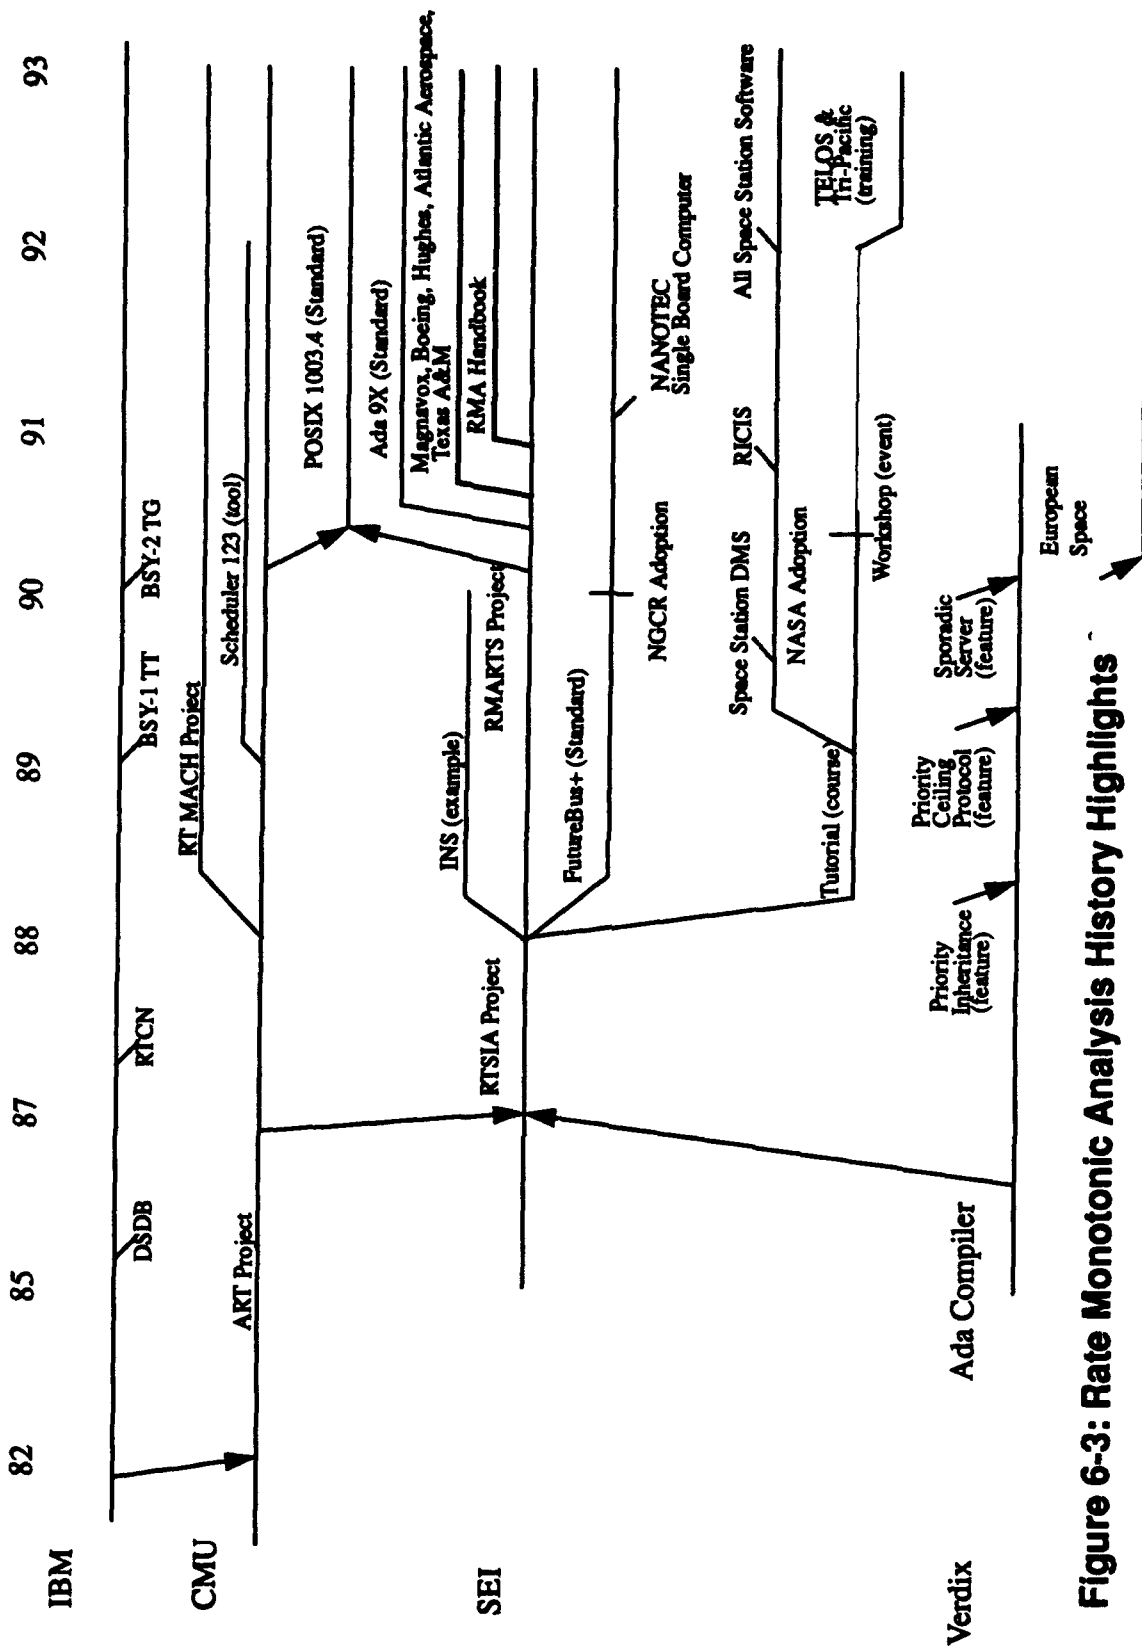 82 85 87 88 89 90 91 92 93
IBM
DSDB
RTCN
BSY-1 TT
BSY-2 TG
CMU
ART Project
RT MACH Project
Scheduler 123 (tool)
POSIX 1003.4 (Standard)
Ada 9X (Standard)
Magnavox, Boeing, Hughes, Atlantic Aerospace,
Texas A&M
RMA Handbook
SEI
RTSIA Project
INS (example)
RMARTS Project
FutureBus+ (Standard)
NGCR Adoption
NANOTEC
Single Board Computer
Space Station DMS
RICIS
All Space Station Software
NASA Adoption
Tutorial (course)
Workshop (event)
TELOS &
Tri-Pacific
(training)
Verdix
Ada Compiler
Priority
Inheritance
(feature)
Priority
Ceiling
Protocol
(feature)
Sporadic
Server
(feature)
European
Space
Figure 6-3: Rate Monotonic Analysis History Highlights